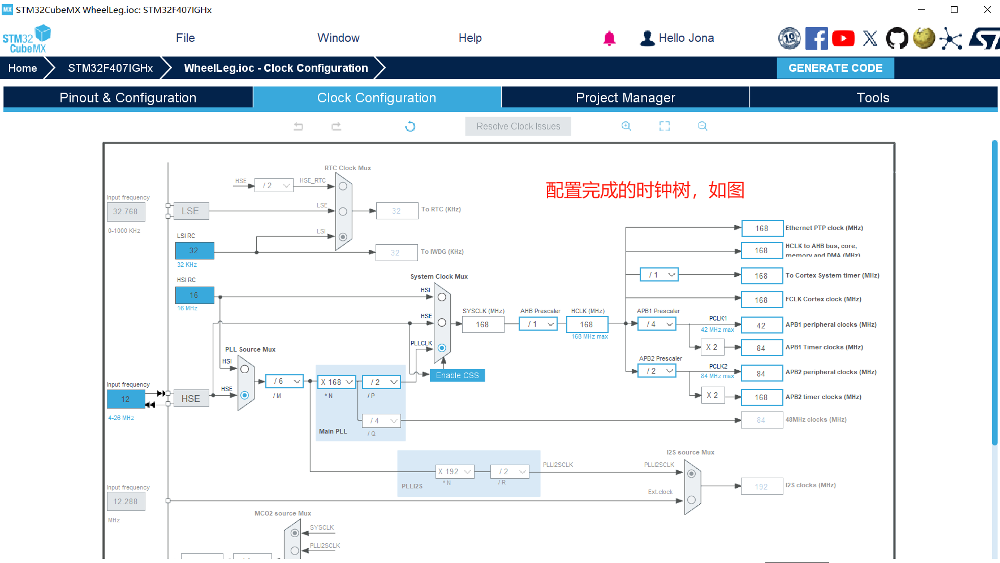 MX STM32CubeMX WheelLeg.ioc: STM32F407IGHx
STM32
CubeMX
File
Window
Help
Hello Jona
10
ST
Home
STM32F407IGHx
WheelLeg.ioc - Clock Configuration
GENERATE CODE
Pinout & Configuration
Clock Configuration
Project Manager
Tools
Resolve Clock Issues
配置完成的时钟树，如图
RTC Clock Mux
HSE
/ 2
HSE_RTC
Input frequency
32.768
0-1000 KHz
LSE
LSE
32
To RTC (KHz)
LSI
LSI RC
32
32 KHz
32
To IWDG (KHz)
HSI RC
16
16 MHz
System Clock Mux
HSI
HSE
PLLCLK
SYSCLK (MHz)
168
AHB Prescaler
/ 1
HCLK (MHz)
168
168 MHz max
168
Ethernet PTP clock (MHz)
168
HCLK to AHB bus, core,
memory and DMA (MHz)
/ 1
168
To Cortex System timer (MHz)
168
FCLK Cortex clock (MHz)
APB1 Prescaler
/ 4
PCLK1
42 MHz max
42
APB1 peripheral clocks (MHz)
X 2
84
APB1 Timer clocks (MHz)
APB2 Prescaler
/ 2
PCLK2
84 MHz max
84
APB2 peripheral clocks (MHz)
X 2
168
APB2 timer clocks (MHz)
84
48MHz clocks (MHz)
PLL Source Mux
HSI
HSE
Input frequency
12
4-26 MHz
HSE
/ 6
/ M
X 168
* N
/ 2
/ P
/ 4
/ Q
Main PLL
Enable CSS
I2S source Mux
X 192
* N
/ 2
/ R
PLLI2S
PLLI2SCLK
PLLI2SCLK
Ext.clock
192
I2S clocks (MHz)
Input frequency
12.288
MHz
MCO2 source Mux
SYSCLK
PLLI2SCLK